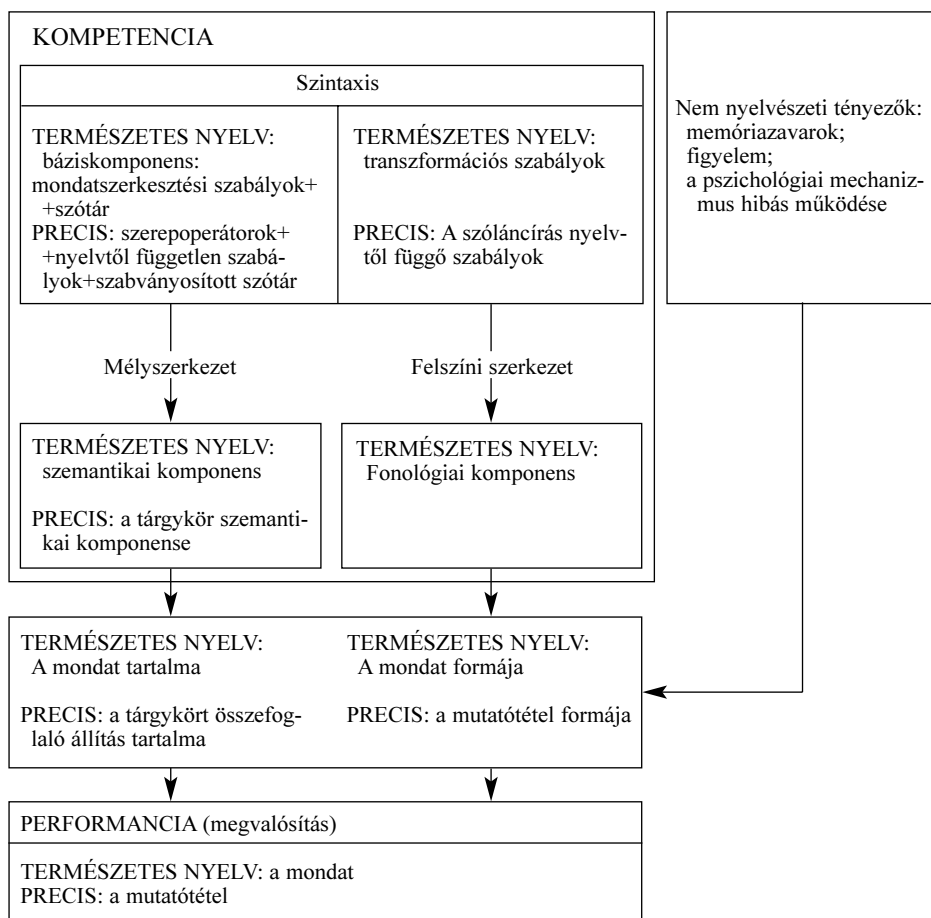 KOMPETENCIA
Szintaxis
TERMÉSZETES NYELV:
báziskomponens:
mondatszerkesztési szabályok+
+szótár
PRECIS: szerepoperátorok+
+nyelvtől független szabá-
lyok+szabványosított szótár
TERMÉSZETES NYELV:
transzformációs szabályok
PRECIS: A szóláncírás nyelv-
től függő szabályok
Nem nyelvészeti tényezők:
memóriazavarok;
figyelem;
a pszichológiai mechaniz-
mus hibás működése
Mélyszerkezet
Felszíni szerkezet
TERMÉSZETES NYELV:
szemantikai komponens
PRECIS: a tárgykör szemanti-
kai komponense
TERMÉSZETES NYELV:
Fonológiai komponens
TERMÉSZETES NYELV:
A mondat tartalma
PRECIS: a tárgykört összefog-
laló állítás tartalma
TERMÉSZETES NYELV:
A mondat formája
PRECIS: a mutatótétel formája
PERFORMANCIA (megvalósítás)
TERMÉSZETES NYELV: a mondat
PRECIS: a mutatótétel